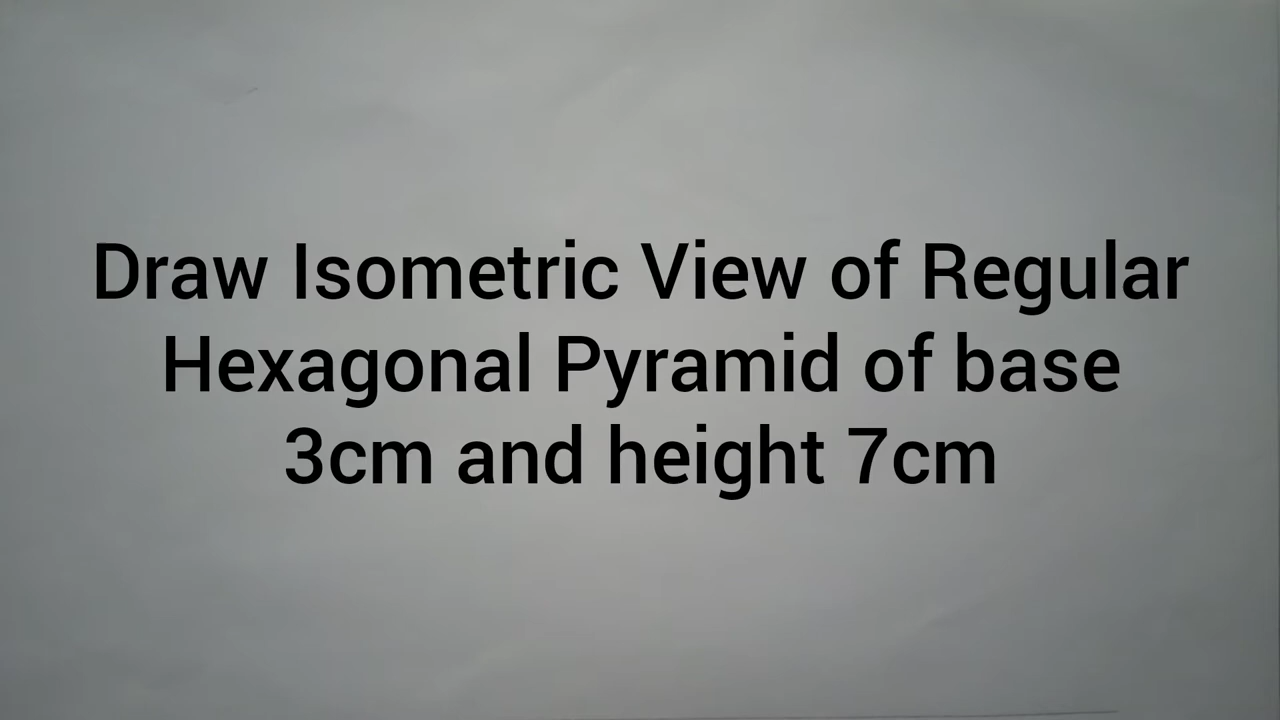 Draw Isometric View of Regular
Hexagonal Pyramid of base
3cm and height 7cm